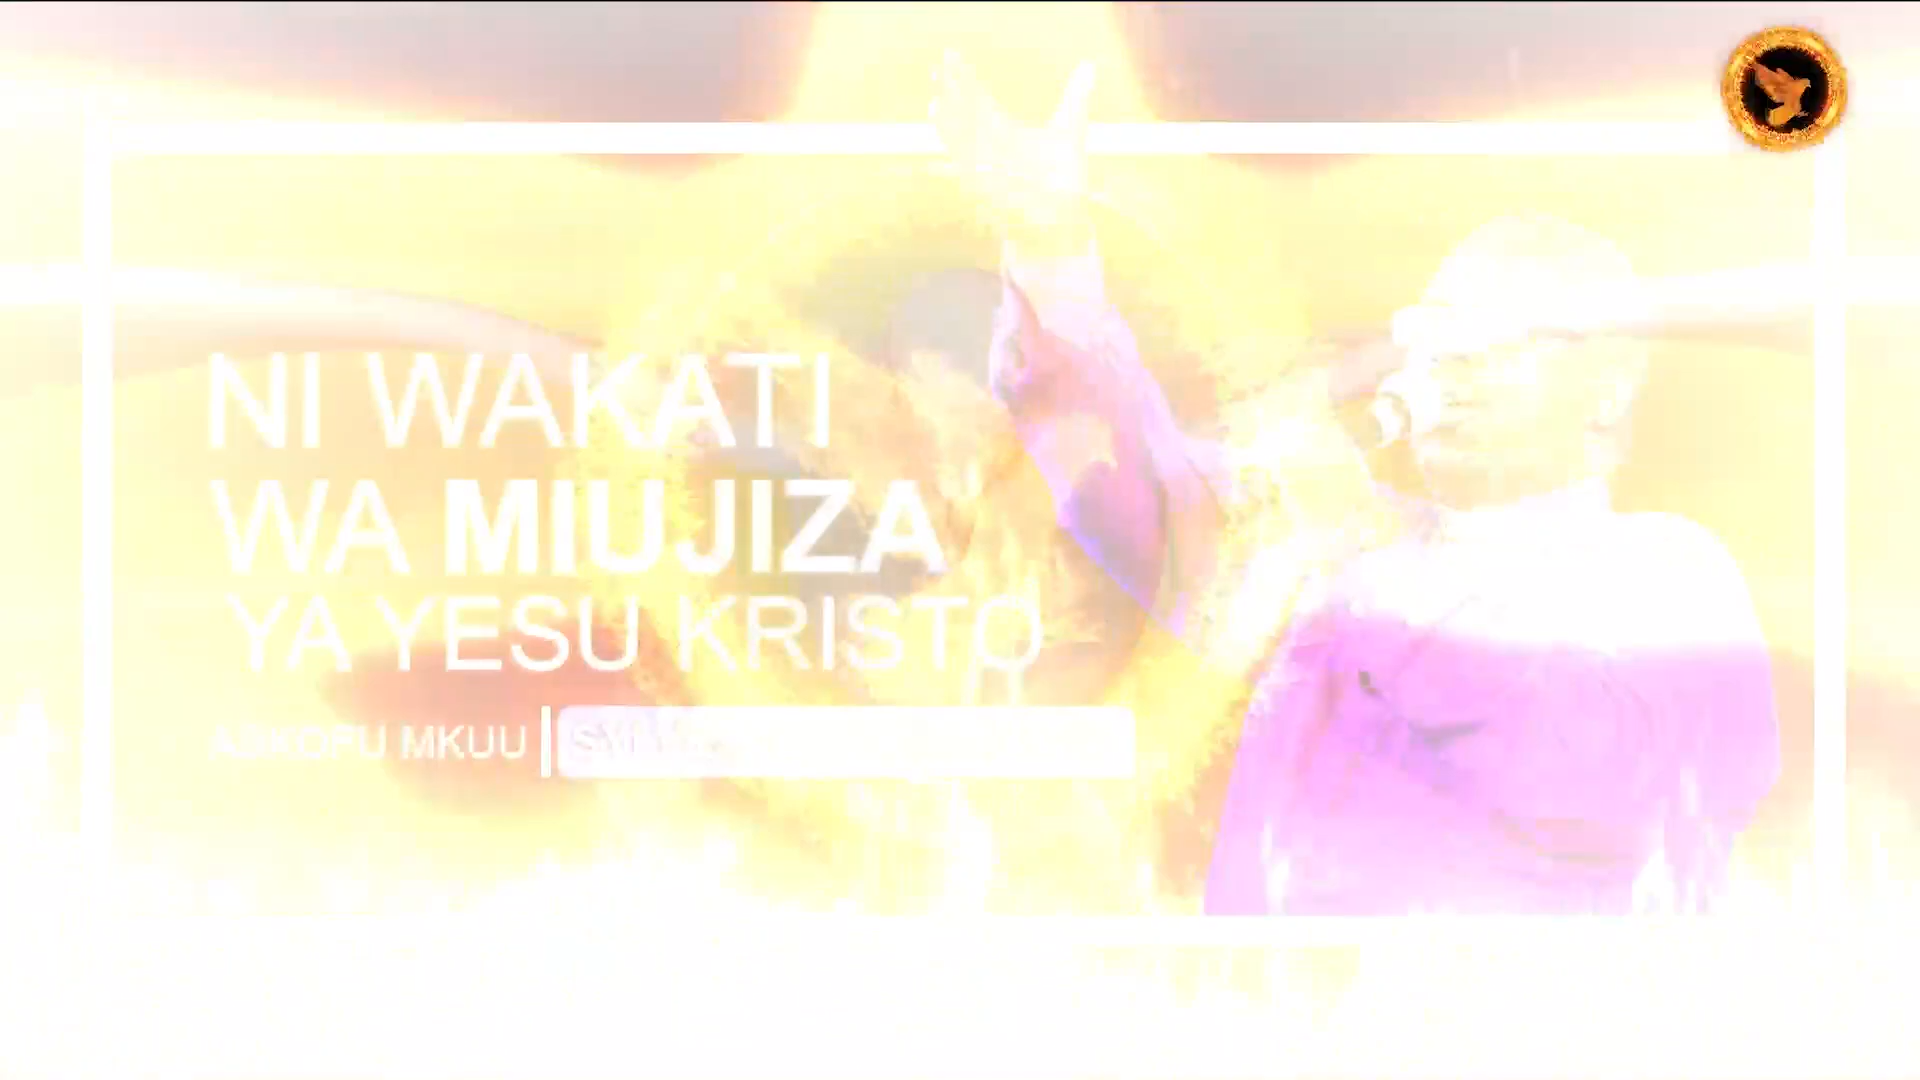 NI WAKATI
WA MIUJIZA
YA YESU KRISTO
ASKOFU MKUU